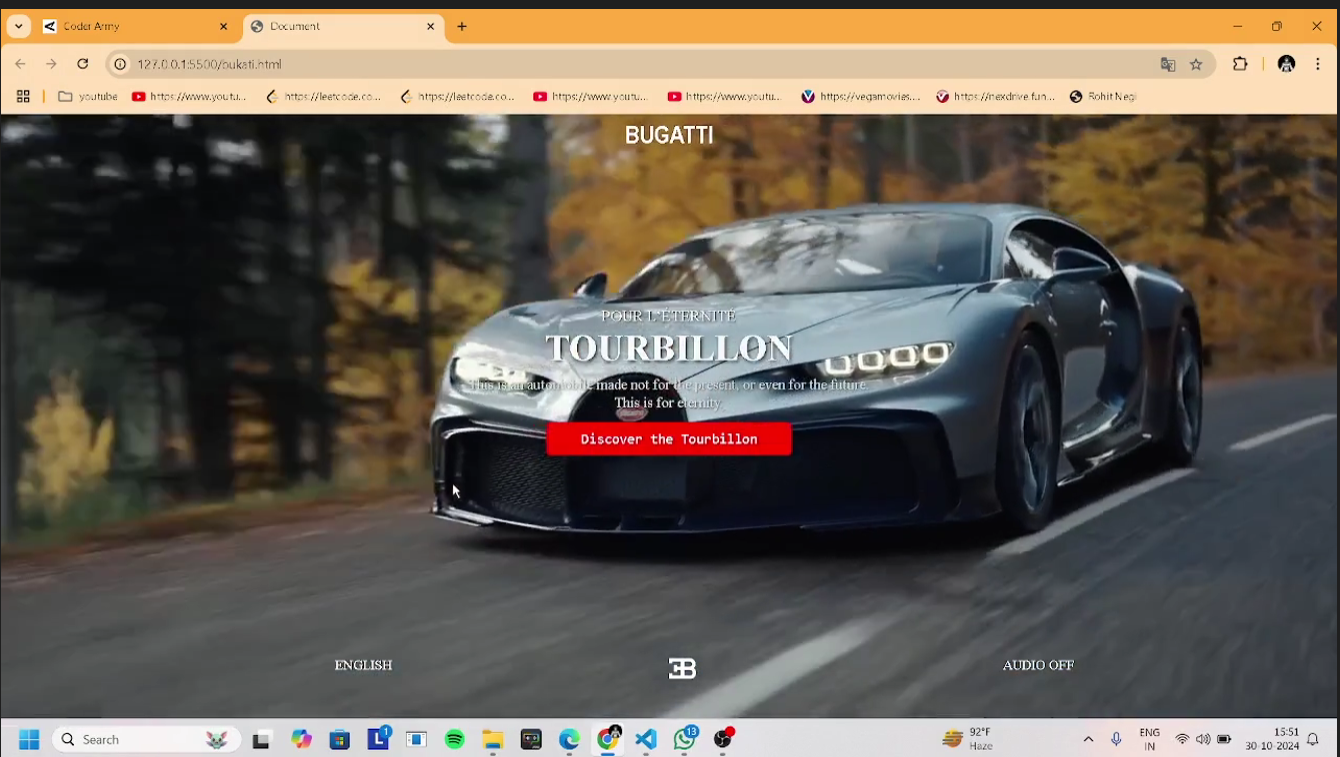 Coder Army
Document
127.0.0.1:5500/bukati.html
youtube
https://www.youtu...
https://leetcode.co...
https://leetcode.co...
https://www.youtu...
https://www.youtu...
https://vegamovies....
https://nexdrive.fun...
Rohit Negi
BUGATTI
POUR L'ÉTERNITÉ
TOURBILLON
This is an automobile made not for the present, or even for the future.
This is for eternity.
Discover the Tourbillon
ENGLISH
EB
AUDIO OFF
Search
1
13
92°F
Haze
ENG
IN
15:51
30-10-2024